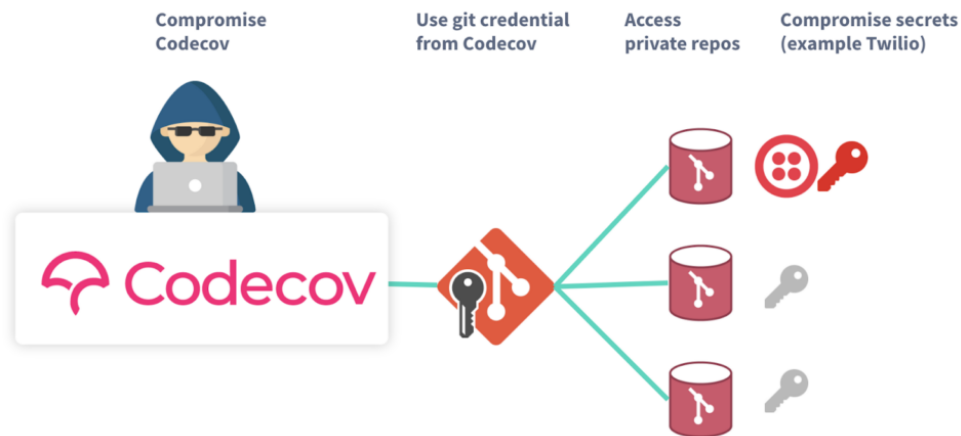 Compromise
Codecov
Use git credential
from Codecov
Access
private repos
Compromise secrets
(example Twilio)
Codecov